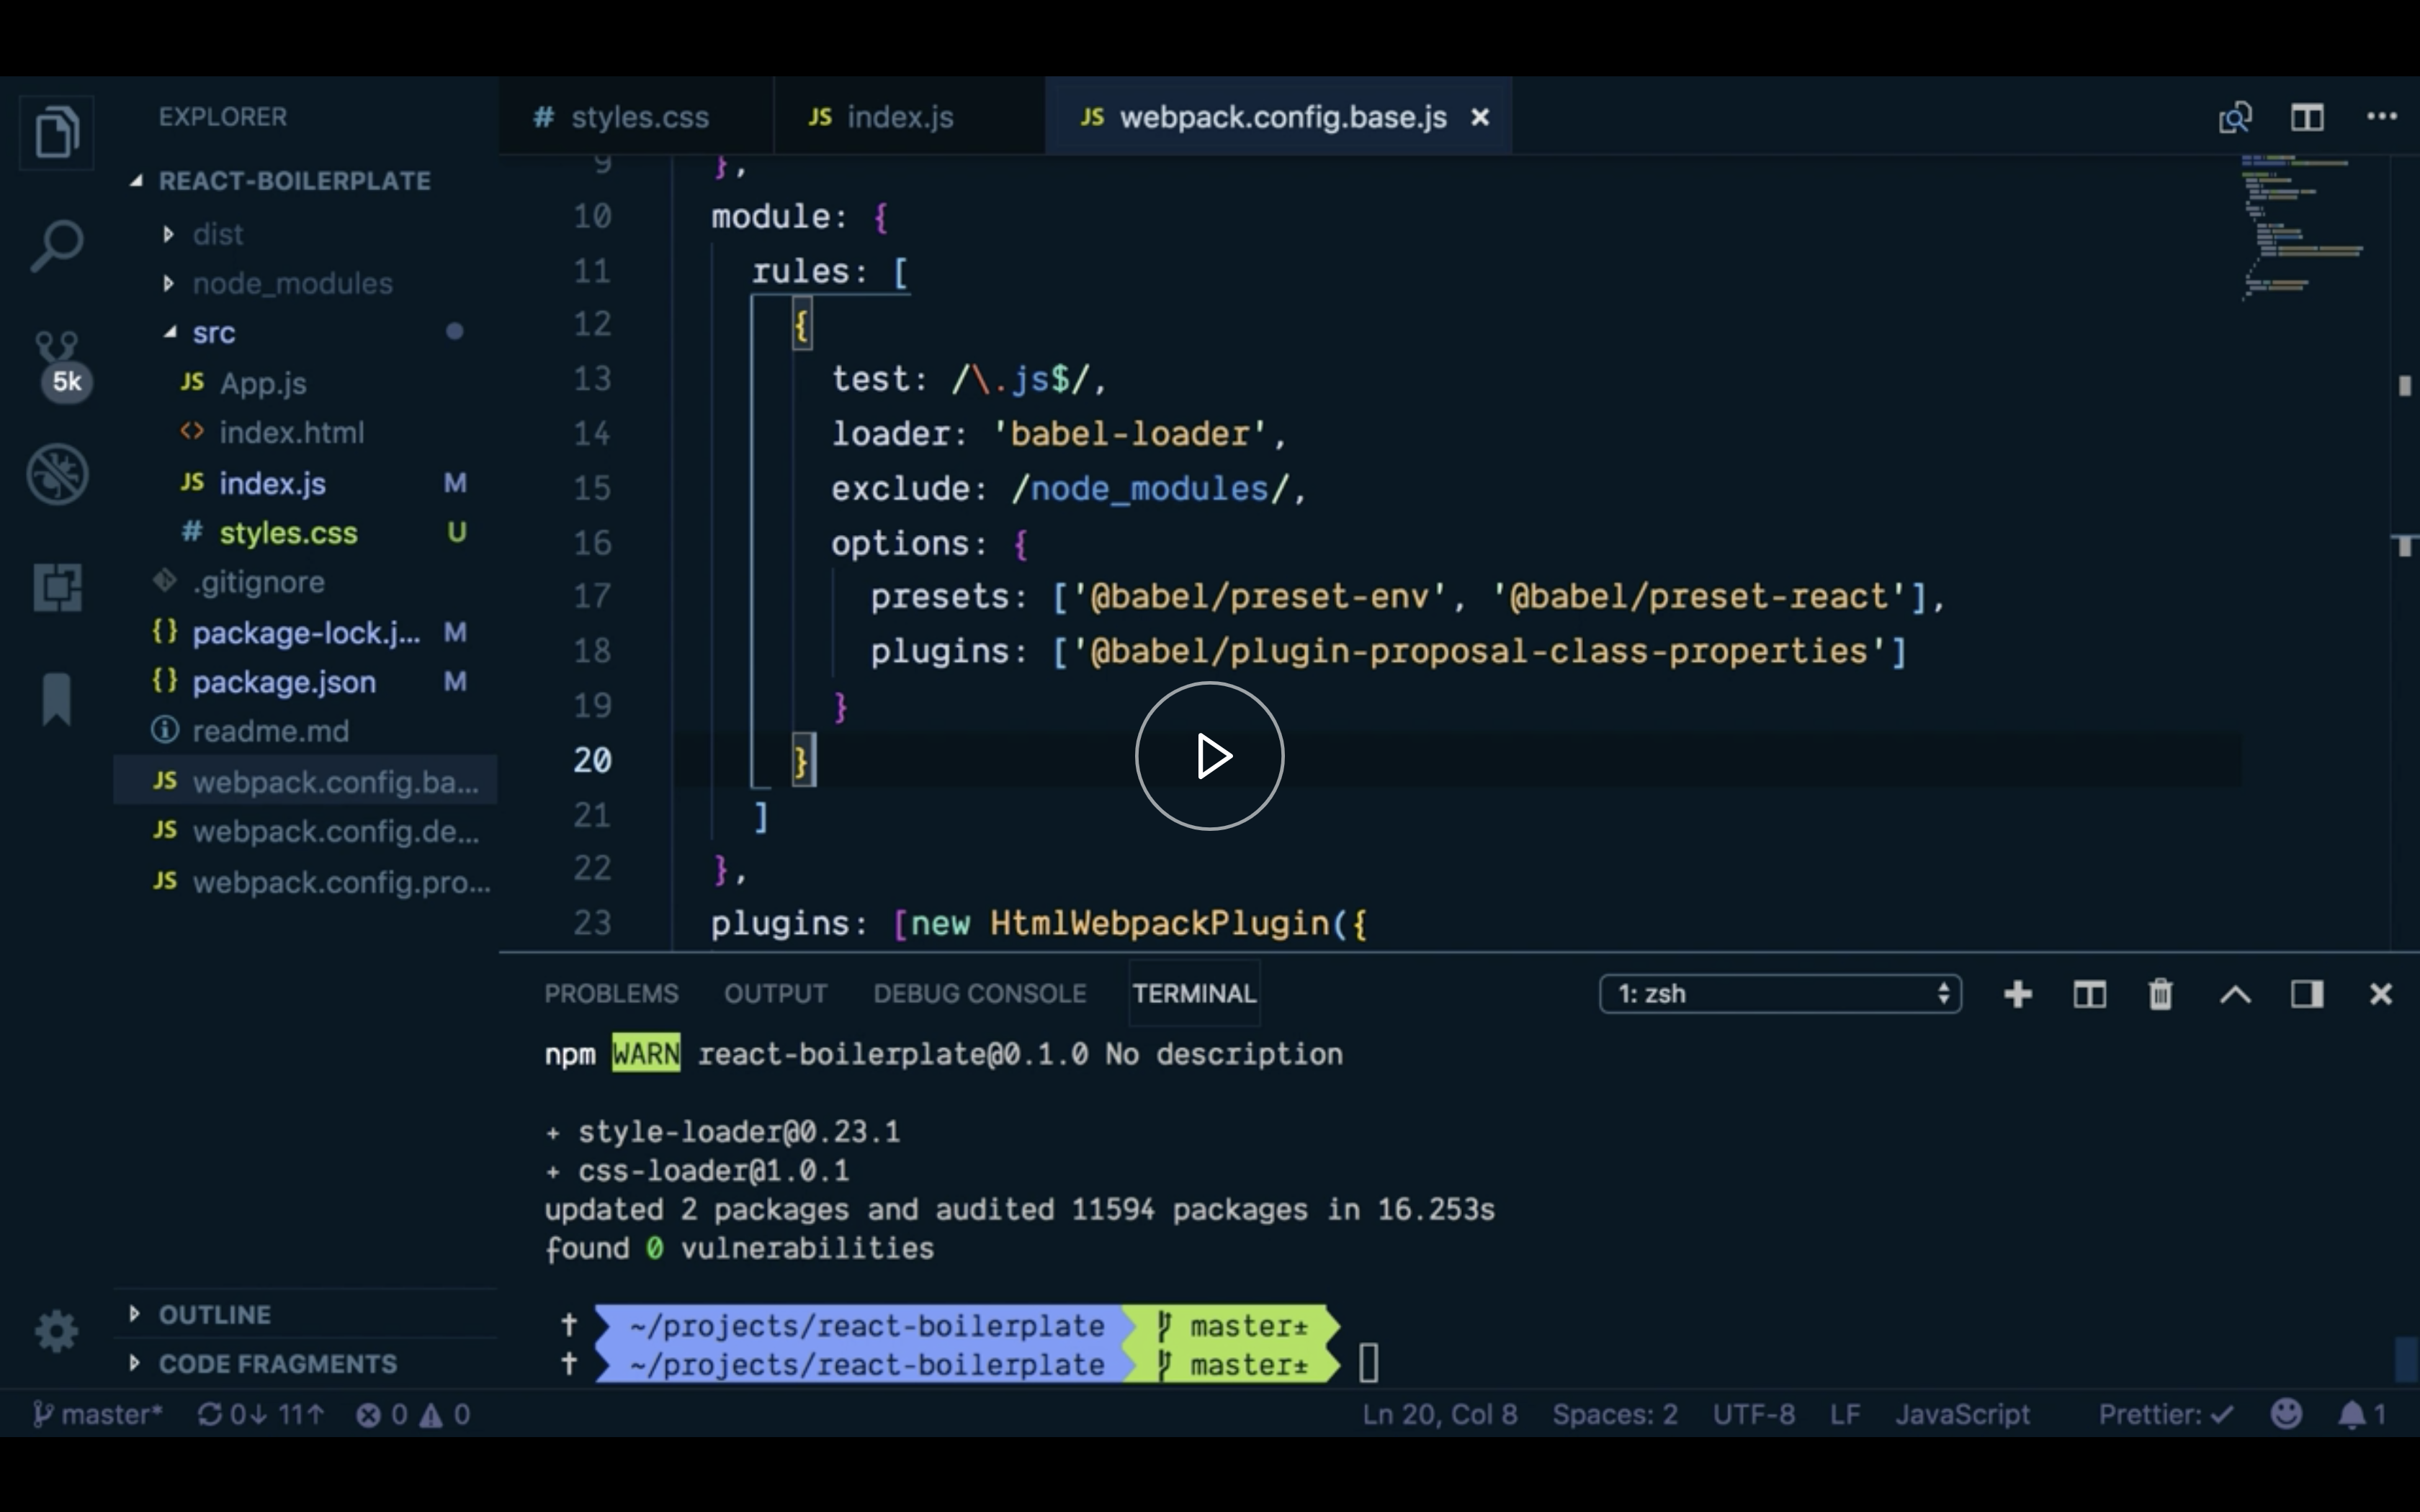 EXPLORER
REACT-BOILERPLATE
dist
node_modules
src
5k
JS App.js
<> index.html
JS index.js M
# styles.css U
.gitignore
{} package-lock.j... M
{} package.json M
readme.md
JS webpack.config.ba...
JS webpack.config.de...
JS webpack.config.pro...
OUTLINE
CODE FRAGMENTS
# styles.css
JS index.js
JS webpack.config.base.js ×
9 },
10 module: {
11 rules: [
12 {
13 test: /\.js$/,
14 loader: 'babel-loader',
15 exclude: /node_modules/,
16 options: {
17 presets: ['@babel/preset-env', '@babel/preset-react'],
18 plugins: ['@babel/plugin-proposal-class-properties']
19 }
20 }
21 ]
22 },
23 plugins: [new HtmlWebpackPlugin({
PROBLEMS OUTPUT DEBUG CONSOLE TERMINAL 1: zsh
npm WARN react-boilerplate@0.1.0 No description
+ style-loader@0.23.1
+ css-loader@1.0.1
updated 2 packages and audited 11594 packages in 16.253s
found 0 vulnerabilities
† ~/projects/react-boilerplate master±
† ~/projects/react-boilerplate master±
master* 0↓ 11↑ 0 0 Ln 20, Col 8 Spaces: 2 UTF-8 LF JavaScript Prettier: ✓ 1